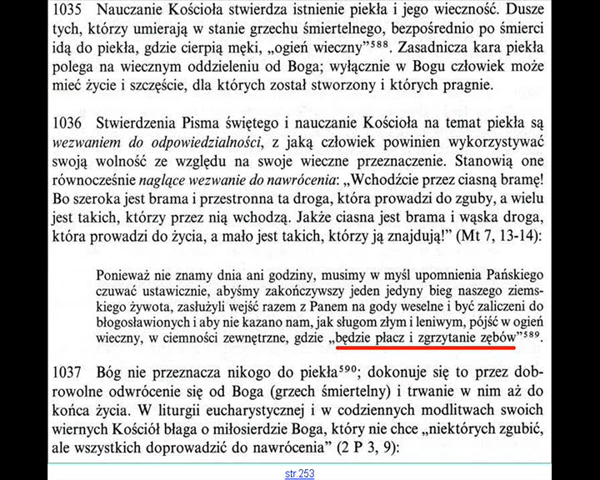 1035 Nauczanie Kościoła stwierdza istnienie piekła i jego wieczność. Dusze
tych, którzy umierają w stanie grzechu śmiertelnego, bezpośrednio po śmierci
idą do piekła, gdzie cierpią męki, „ogień wieczny”⁵⁸⁸. Zasadnicza kara piekła
polega na wiecznym oddzieleniu od Boga; wyłącznie w Bogu człowiek może
mieć życie i szczęście, dla których został stworzony i których pragnie.
1036 Stwierdzenia Pisma świętego i nauczanie Kościoła na temat piekła są
wezwaniem do odpowiedzialności, z jaką człowiek powinien wykorzystywać
swoją wolność ze względu na swoje wieczne przeznaczenie. Stanowią one
równocześnie naglące wezwanie do nawrócenia: „Wchodźcie przez ciasną bramę!
Bo szeroka jest brama i przestronna ta droga, która prowadzi do zguby, a wielu
jest takich, którzy przez nią wchodzą. Jakże ciasna jest brama i wąska droga,
która prowadzi do życia, a mało jest takich, którzy ją znajdują!” (Mt 7, 13-14):
Ponieważ nie znamy dnia ani godziny, musimy w myśl upomnienia Pańskiego
czuwać ustawicznie, abyśmy zakończywszy jeden jedyny bieg naszego ziems-
kiego żywota, zasłużyli wejść razem z Panem na gody weselne i być zaliczeni do
błogosławionych i aby nie kazano nam, jak sługom złym i leniwym, pójść w ogień
wieczny, w ciemności zewnętrzne, gdzie „będzie płacz i zgrzytanie zębów”⁵⁸⁹.
1037 Bóg nie przeznacza nikogo do piekła⁵⁹⁰; dokonuje się to przez dob-
rowolne odwrócenie się od Boga (grzech śmiertelny) i trwanie w nim aż do
końca życia. W liturgii eucharystycznej i w codziennych modlitwach swoich
wiernych Kościół błaga o miłosierdzie Boga, który nie chce „niektórych zgubić,
ale wszystkich doprowadzić do nawrócenia” (2 P 3, 9):
str.253